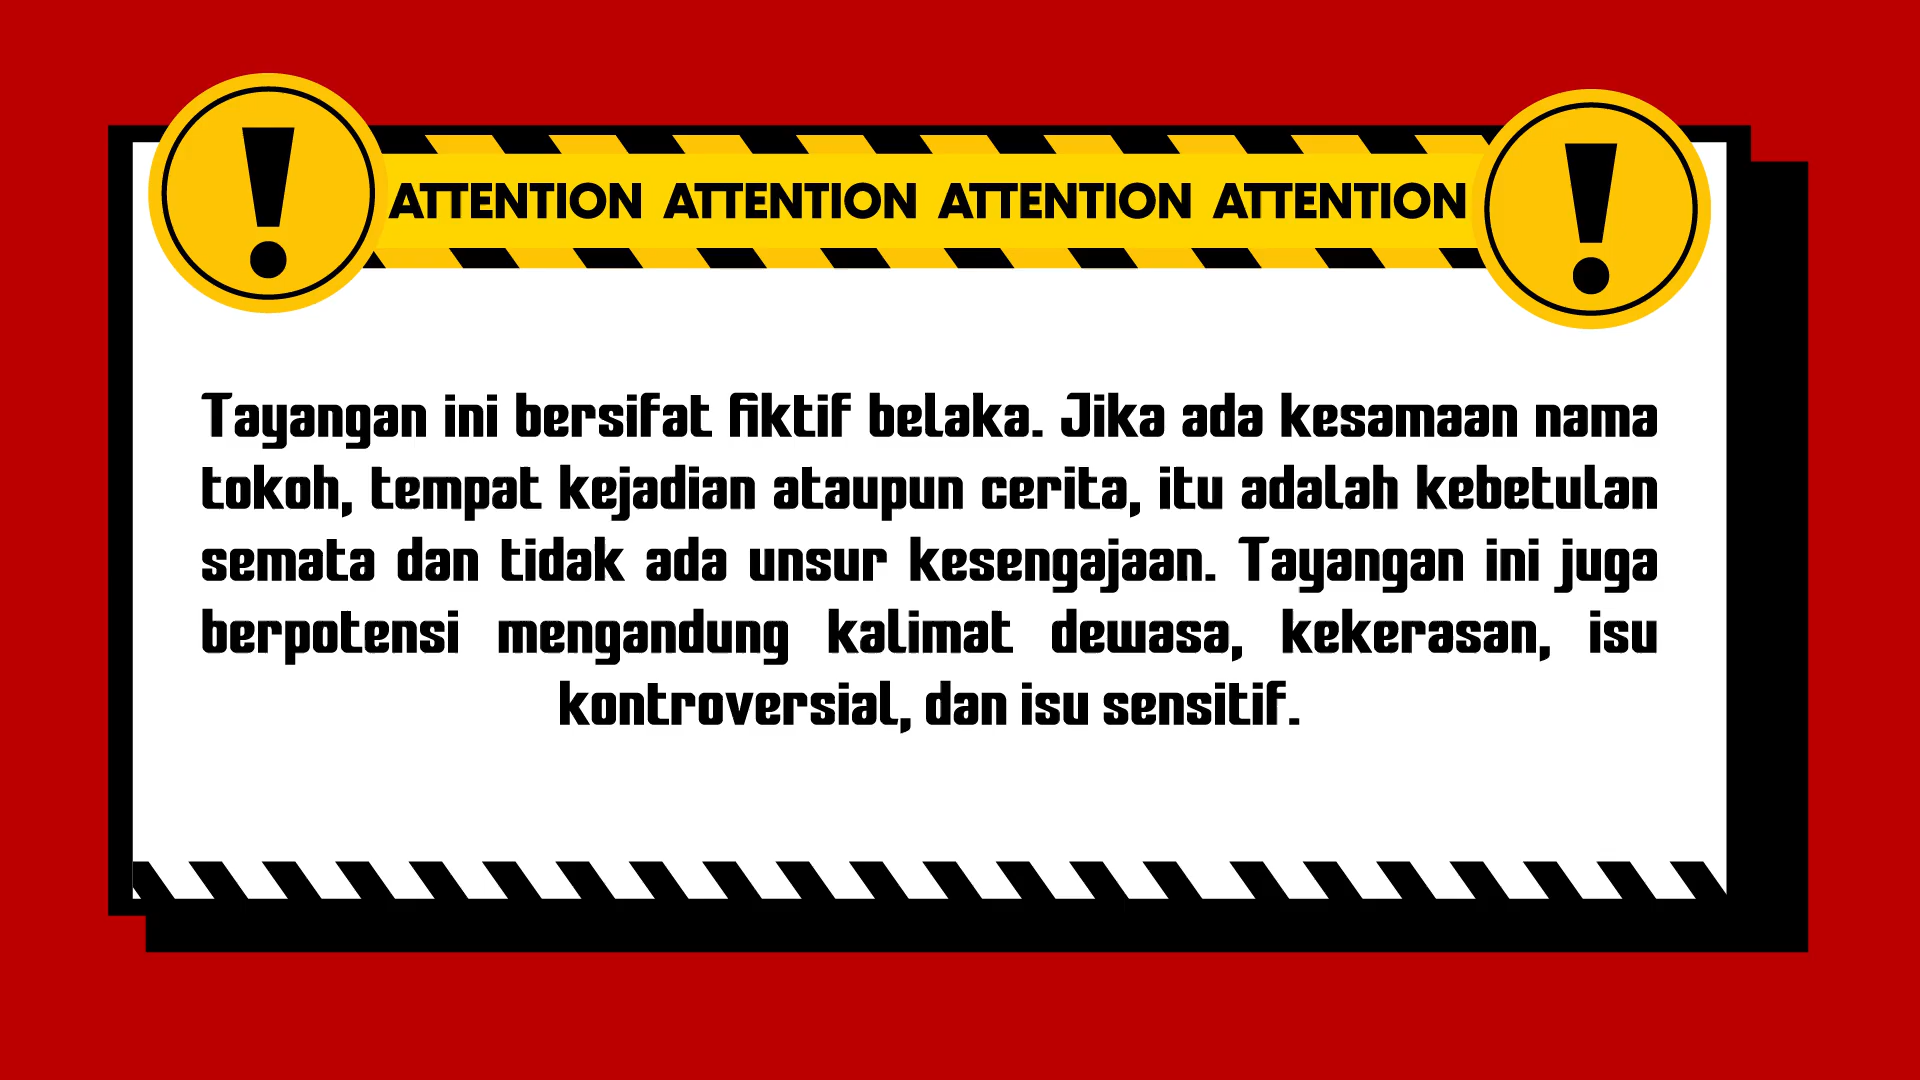 ATTENTION ATTENTION ATTENTION ATTENTION
Tayangan ini bersifat fiktif belaka. Jika ada kesamaan nama
tokoh, tempat kejadian ataupun cerita, itu adalah kebetulan
semata dan tidak ada unsur kesengajaan. Tayangan ini juga
berpotensi mengandung kalimat dewasa, kekerasan, isu
kontroversial, dan isu sensitif.